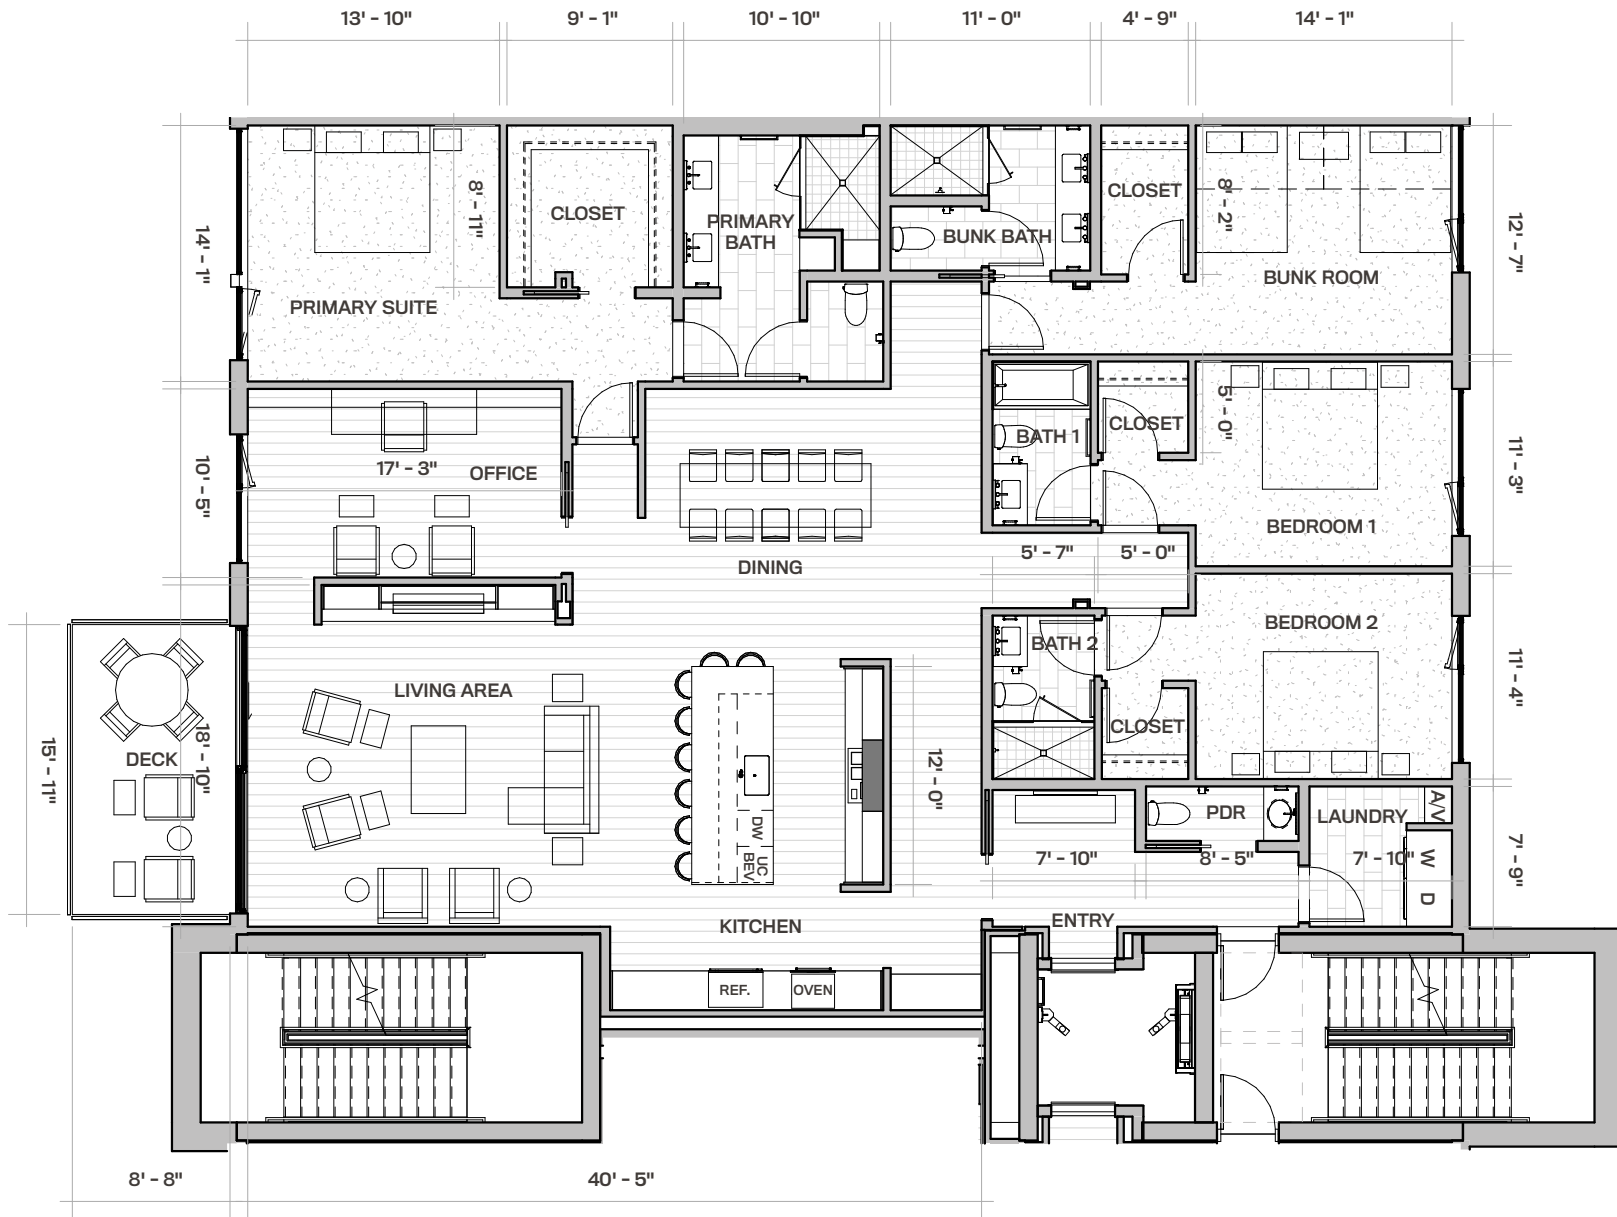 13' - 10"
9' - 1"
10' - 10"
11' - 0"
4' - 9"
14' - 1"
8' - 11"
CLOSET
PRIMARY
BATH
BUNK BATH
CLOSET
8' - 2"
14' - 1"
12' - 7"
PRIMARY SUITE
BUNK ROOM
CLOSET
5' - 0"
BATH 1
17' - 3"
OFFICE
10' - 5"
11' - 3"
BEDROOM 1
DINING
5' - 7"
5' - 0"
BEDROOM 2
BATH 2
LIVING AREA
11' - 4"
CLOSET
DECK
18' - 10"
15' - 11"
12' - 0"
DW
UC
BEV
PDR
LAUNDRY
A/V
7' - 10"
8' - 5"
7' - 10"
W
D
7' - 9"
KITCHEN
ENTRY
REF.
OVEN
8' - 8"
40' - 5"